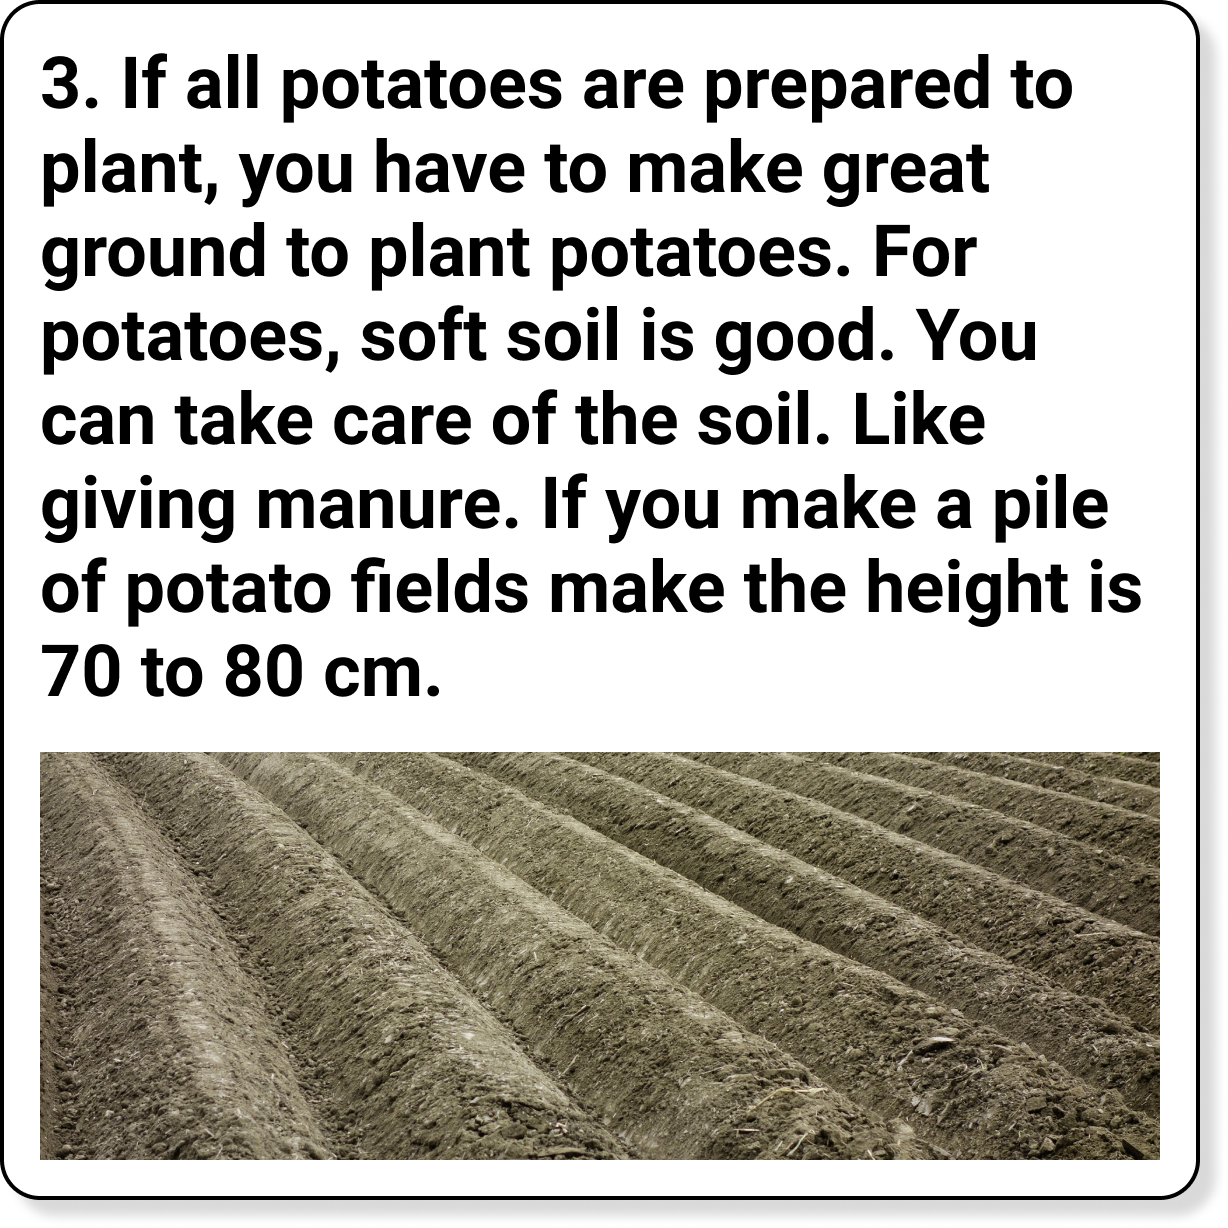 3. If all potatoes are prepared to
plant, you have to make great
ground to plant potatoes. For
potatoes, soft soil is good. You
can take care of the soil. Like
giving manure. If you make a pile
of potato fields make the height is
70 to 80 cm.